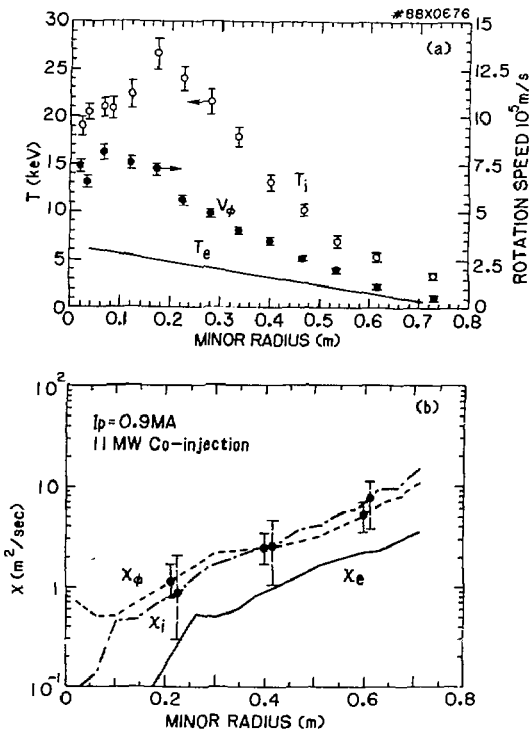 #88X0676
(a)
30
25
20
15
10
5
0
T (keV)
15
12.5
10
7.5
5
2.5
0
ROTATION SPEED 10⁵m/s
Tᵢ
V_ϕ
Tₑ
0 0.1 0.2 0.3 0.4 0.5 0.6 0.7 0.8
MINOR RADIUS (m)
(b)
Ip=0.9MA
11 MW Co-injection
10²
10
1
10⁻¹
χ (m²/sec)
χ_ϕ
χᵢ
χₑ
0 0.2 0.4 0.6 0.8
MINOR RADIUS (m)